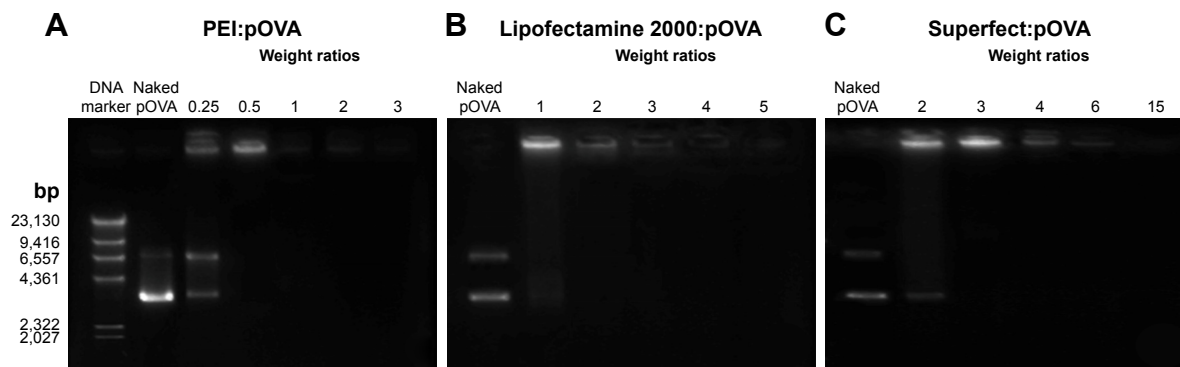 A PEI:pOVA
Weight ratios
DNA marker Naked pOVA 0.25 0.5 1 2 3
bp
23,130
9,416
6,557
4,361
2,322
2,027
B Lipofectamine 2000:pOVA
Weight ratios
Naked pOVA 1 2 3 4 5
C Superfect:pOVA
Weight ratios
Naked pOVA 2 3 4 6 15